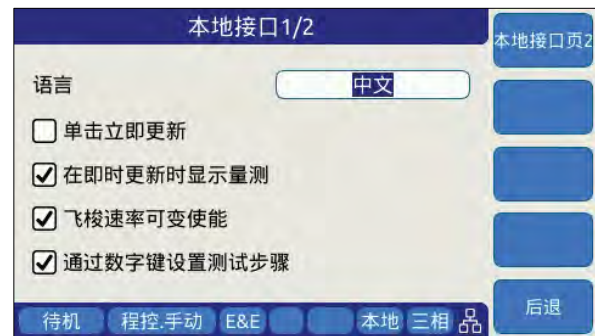 本地接口1/2
本地接口页2
语言
中文
单击立即更新
在即时更新时显示量测
飞梭速率可变使能
通过数字键设置测试步骤
待机 程控.手动 E&E 本地 三相
后退